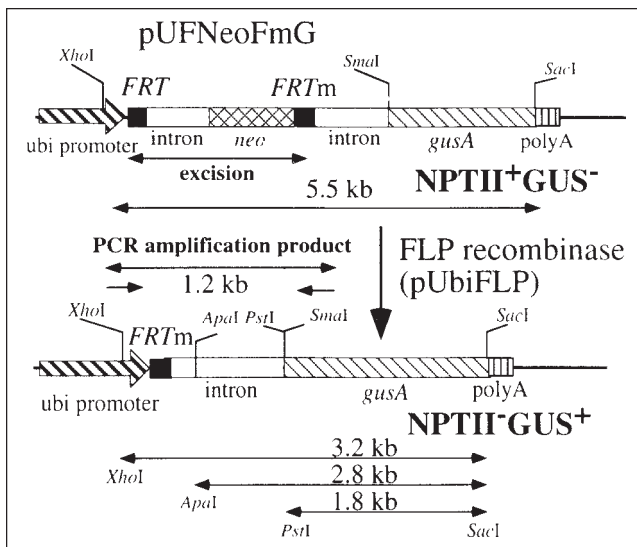 pUFNeoFmG
XhoI
FRT
FRTm
SmaI
SacI
intron
neo
intron
gusA
polyA
ubi promoter
excision
NPTII⁺GUS⁻
5.5 kb
PCR amplification product
1.2 kb
FLP recombinase
(pUbiFLP)
XhoI
FRTm
ApaI
PstI
SmaI
SacI
intron
gusA
polyA
ubi promoter
NPTII⁻GUS⁺
3.2 kb
XhoI
2.8 kb
ApaI
1.8 kb
PstI
SacI